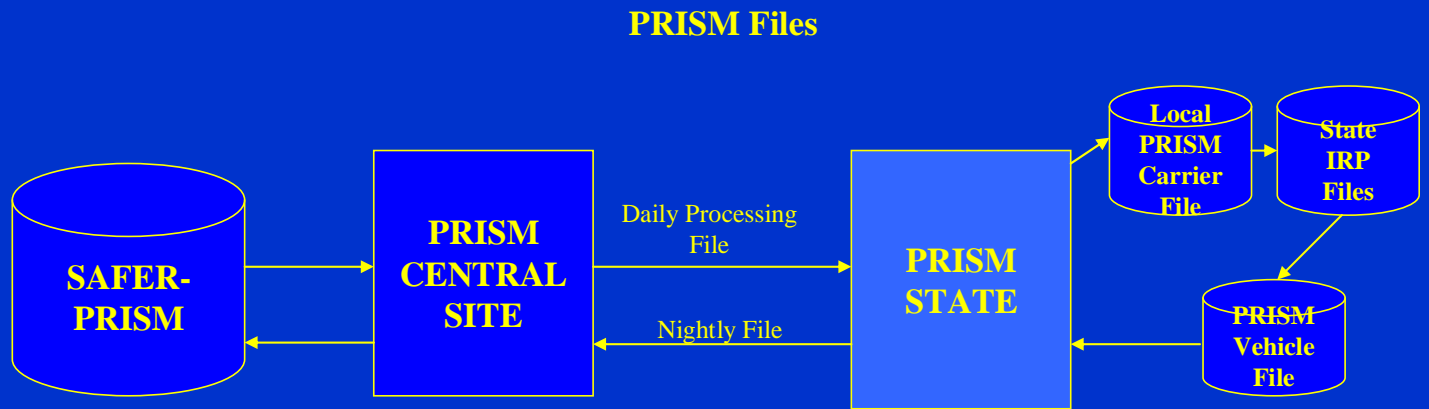 PRISM Files
SAFER-
PRISM
PRISM
CENTRAL
SITE
Daily Processing
File
Nightly File
PRISM
STATE
Local
PRISM
Carrier
File
State
IRP
Files
PRISM
Vehicle
File